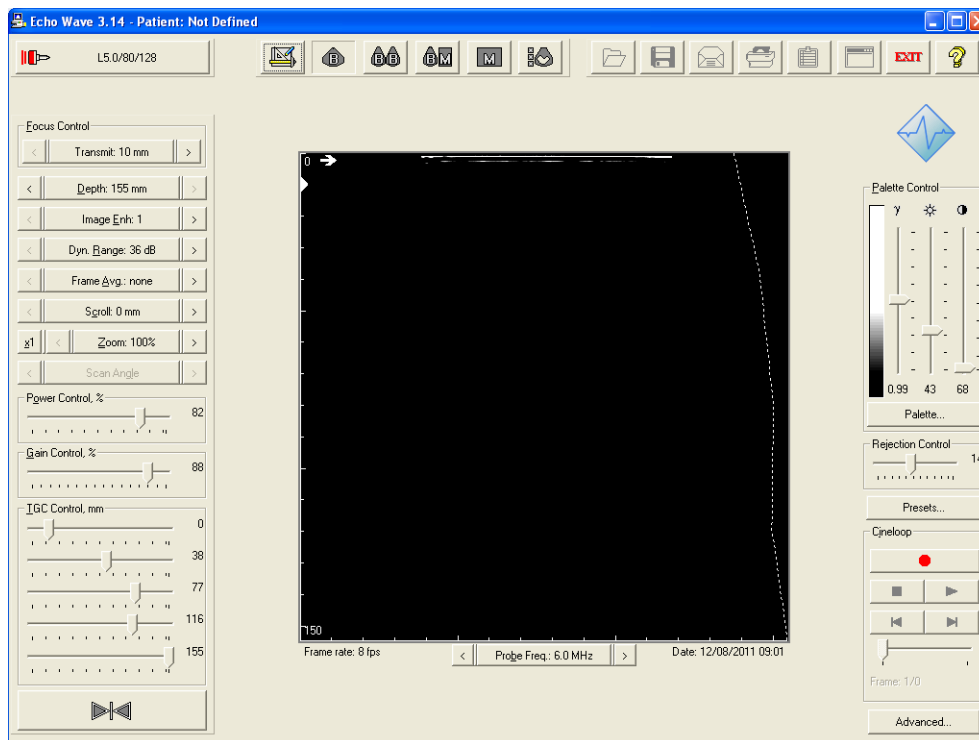 Echo Wave 3.14 - Patient: Not Defined
L5.0/80/128
B
B B
B M
M
B
EXIT
?
Focus Control
< Transmit: 10 mm >
< Depth: 155 mm >
< Image Enh: 1 >
< Dyn. Range: 36 dB >
< Frame Avg.: none >
< Scroll: 0 mm >
x1 < Zoom: 100% >
< Scan Angle >
Power Control, %
82
Gain Control, %
88
TGC Control, mm
0
38
77
116
155
0
150
Frame rate: 8 fps
< Probe Freq.: 6.0 MHz >
Date: 12/08/2011 09:01
Palette Control
γ
0.99 43 68
Palette...
Rejection Control
14
Presets...
Cineloop
Frame: 1/0
Advanced...